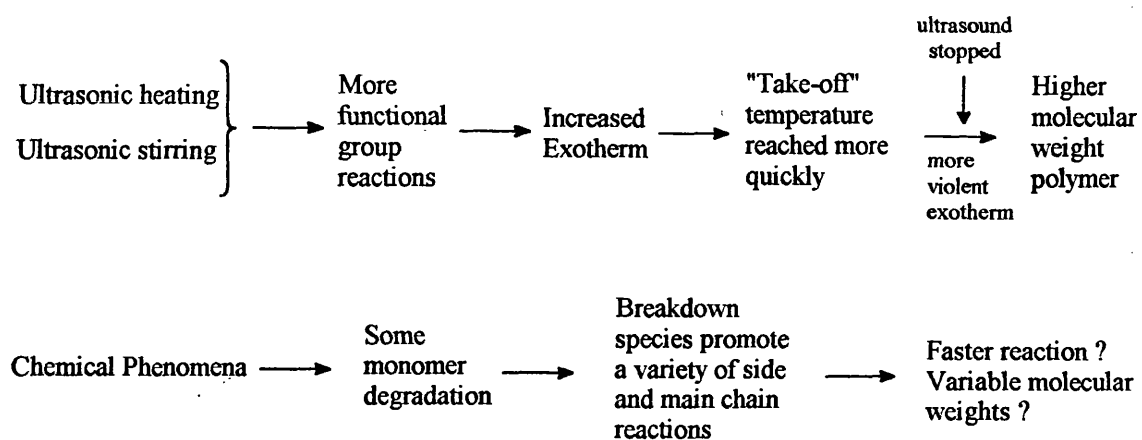 Ultrasonic heating
Ultrasonic stirring
More
functional
group
reactions
Increased
Exotherm
"Take-off"
temperature
reached more
quickly
ultrasound
stopped
more
violent
exotherm
Higher
molecular
weight
polymer
Chemical Phenomena
Some
monomer
degradation
Breakdown
species promote
a variety of side
and main chain
reactions
Faster reaction ?
Variable molecular
weights ?